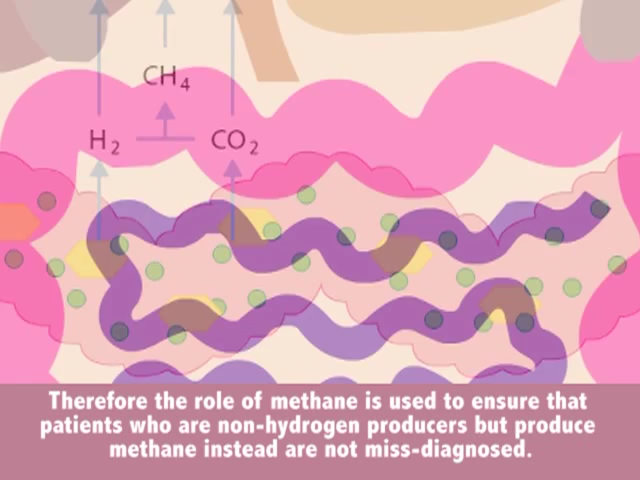 CH₄
H₂ CO₂
Therefore the role of methane is used to ensure that
patients who are non-hydrogen producers but produce
methane instead are not miss-diagnosed.